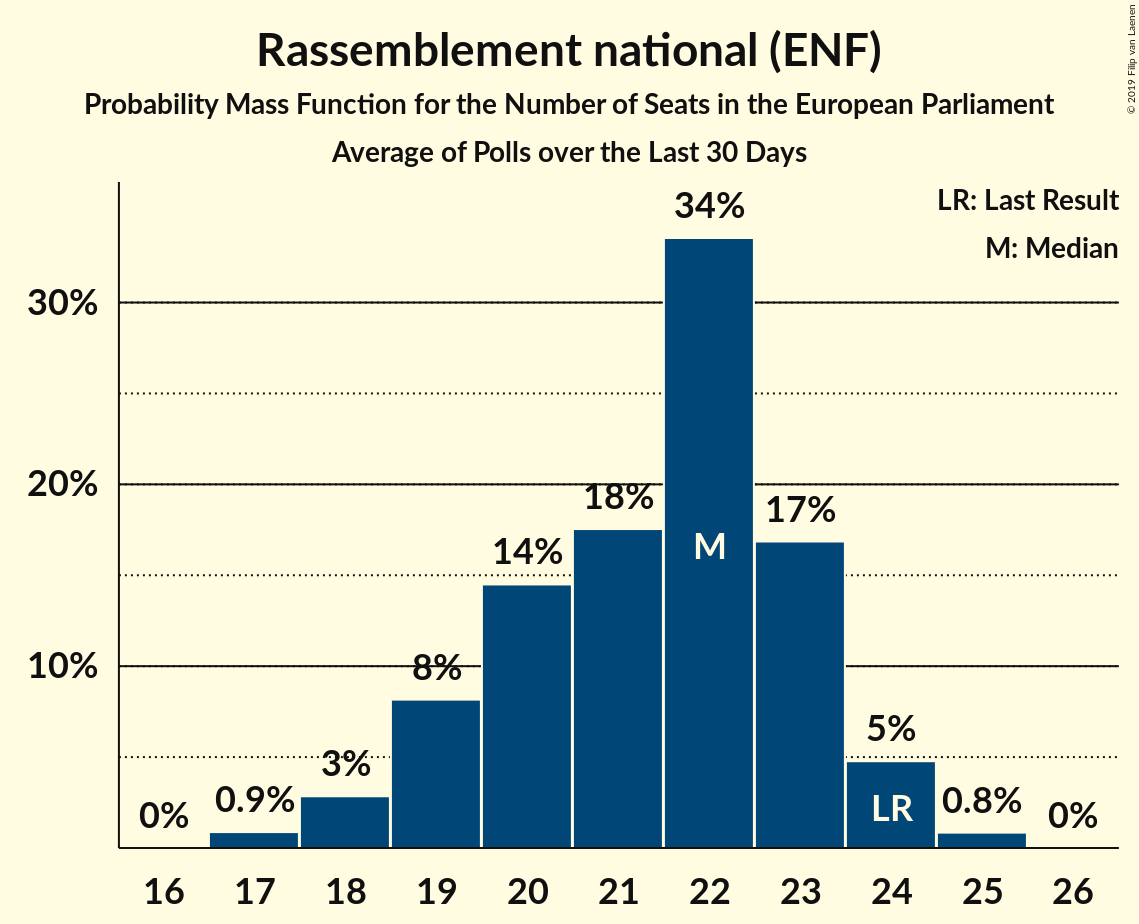 Rassemblement national (ENF)
Probability Mass Function for the Number of Seats in the European Parliament
Average of Polls over the Last 30 Days
© 2019 Filip van Laenen
LR: Last Result
M: Median
30%
20%
10%
0%
0.9%
3%
8%
14%
18%
34%
17%
5%
0.8%
0%
M
LR
16 17 18 19 20 21 22 23 24 25 26